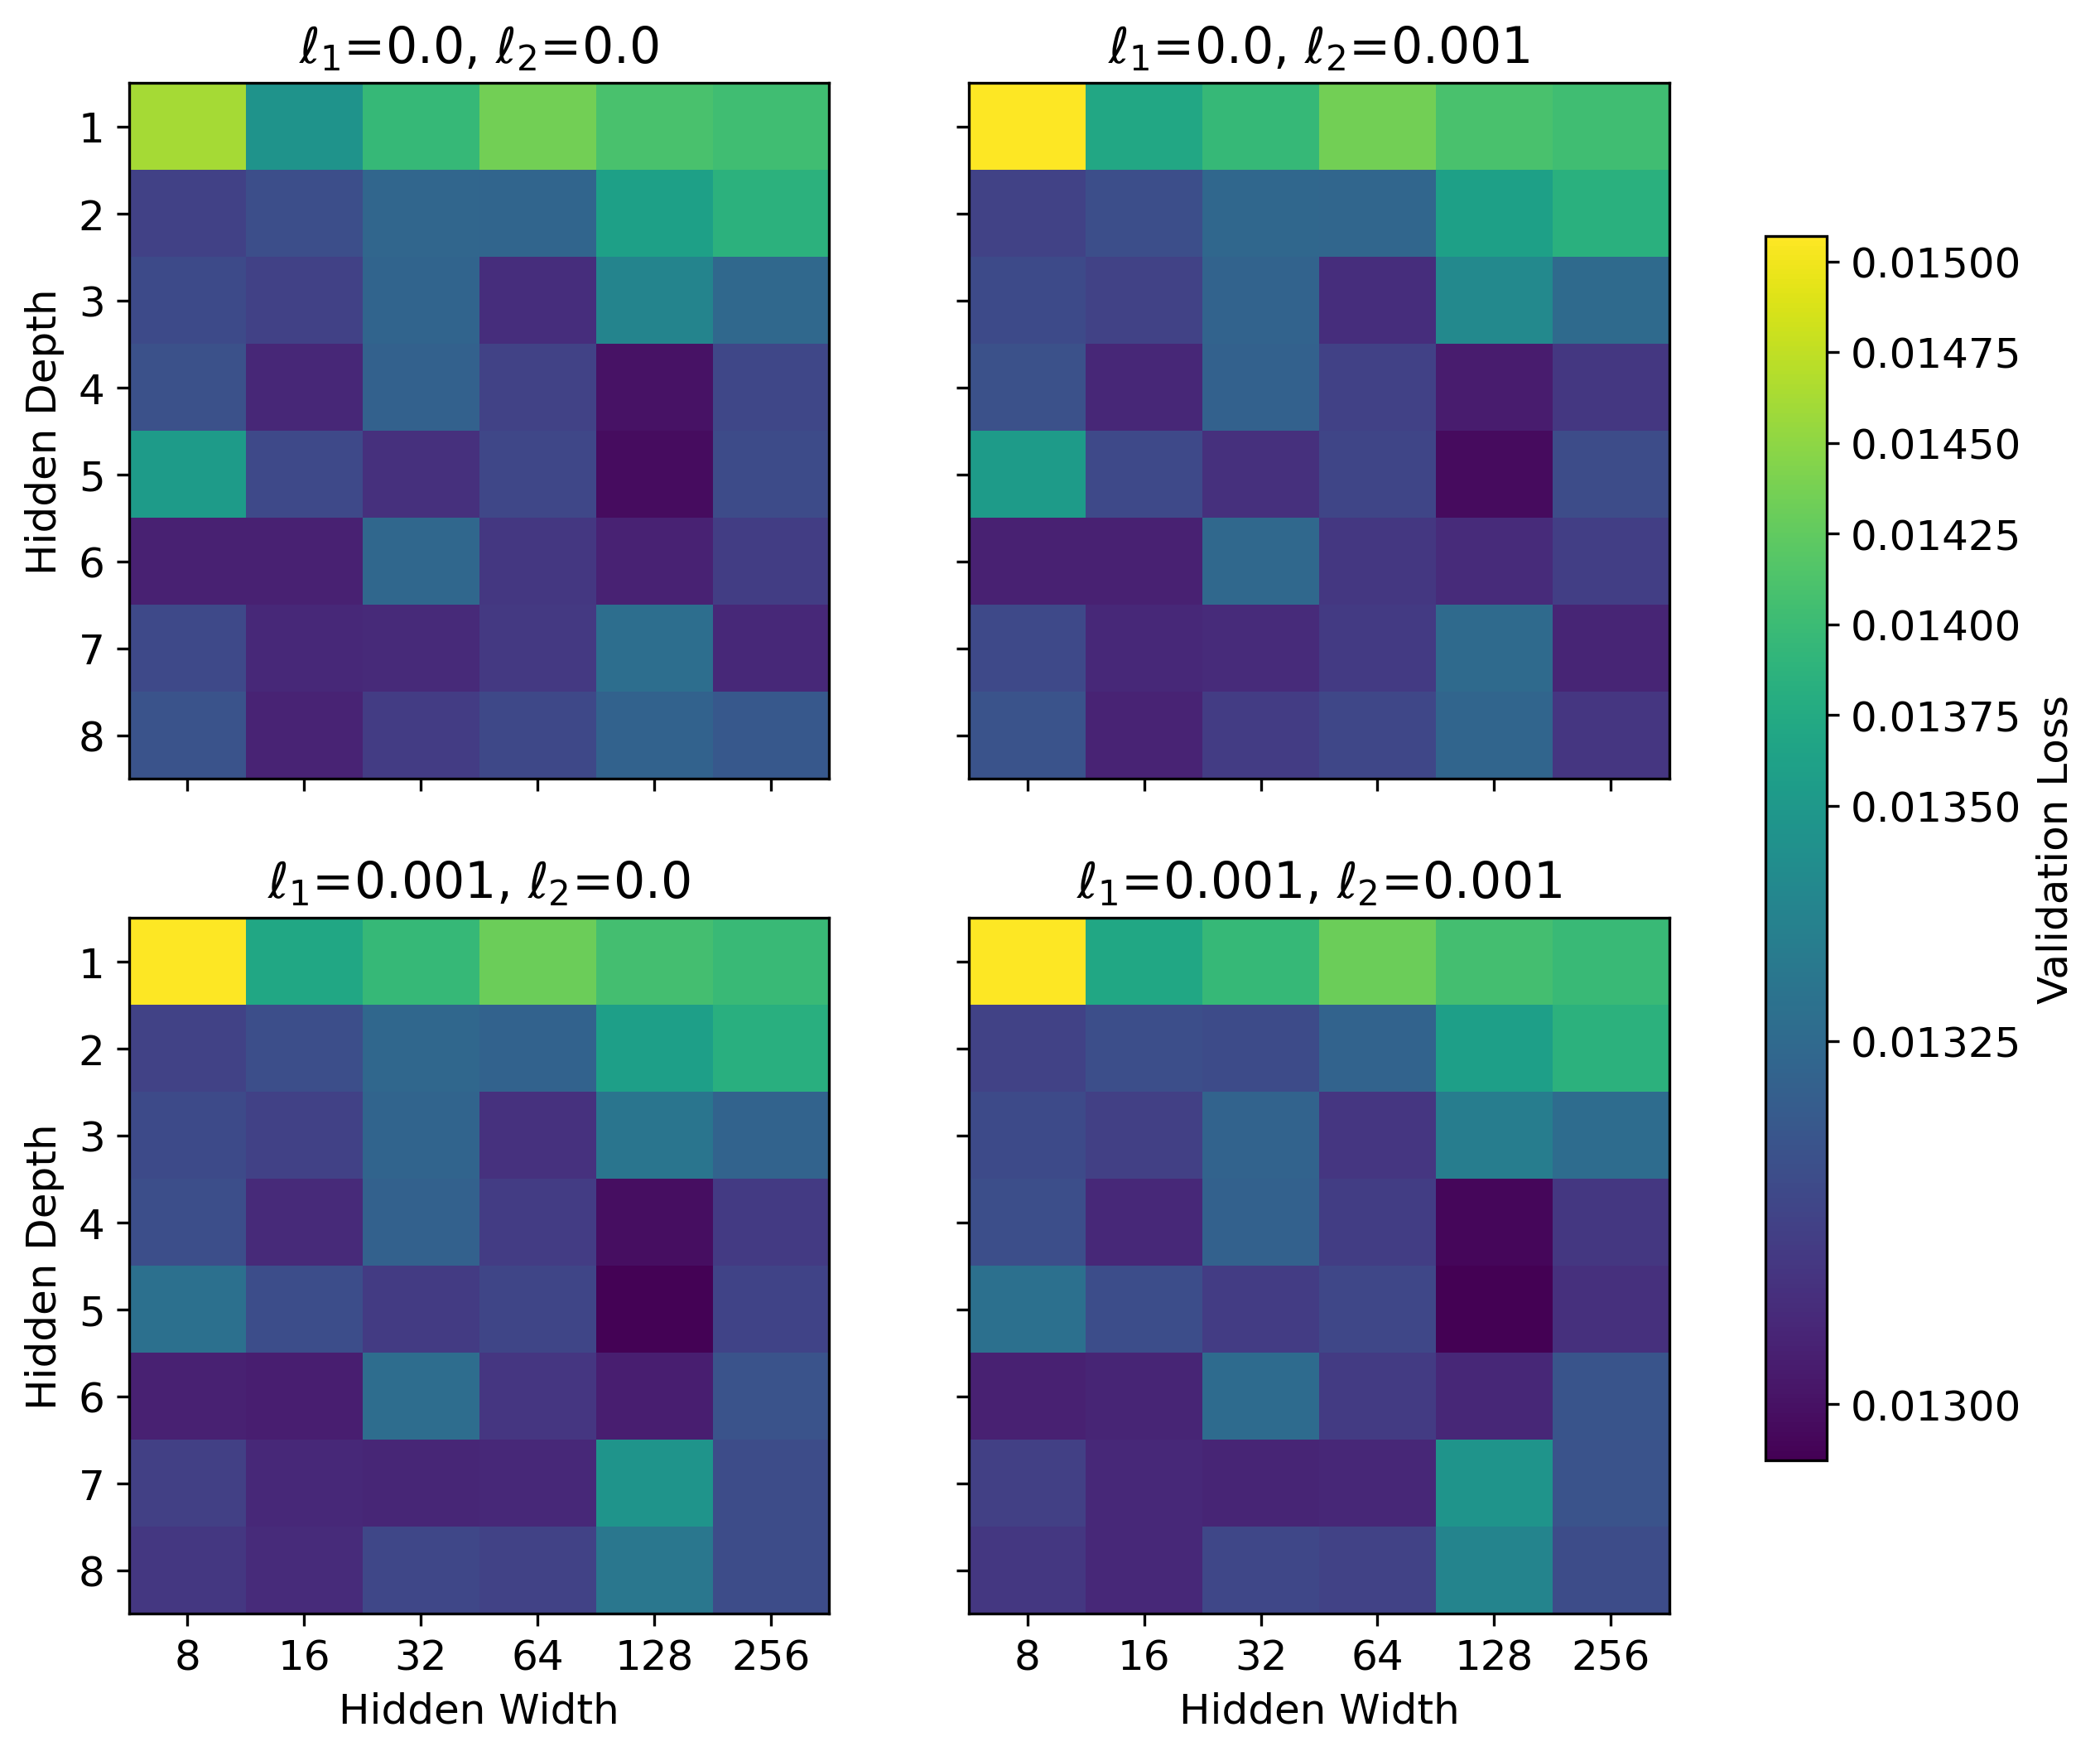 ℓ₁=0.0, ℓ₂=0.0
ℓ₁=0.0, ℓ₂=0.001
Hidden Depth
1
2
3
4
5
6
7
8
ℓ₁=0.001, ℓ₂=0.0
ℓ₁=0.001, ℓ₂=0.001
Hidden Depth
1
2
3
4
5
6
7
8
8 16 32 64 128 256
Hidden Width
8 16 32 64 128 256
Hidden Width
0.01500
0.01475
0.01450
0.01425
0.01400
0.01375
0.01350
0.01325
0.01300
Validation Loss